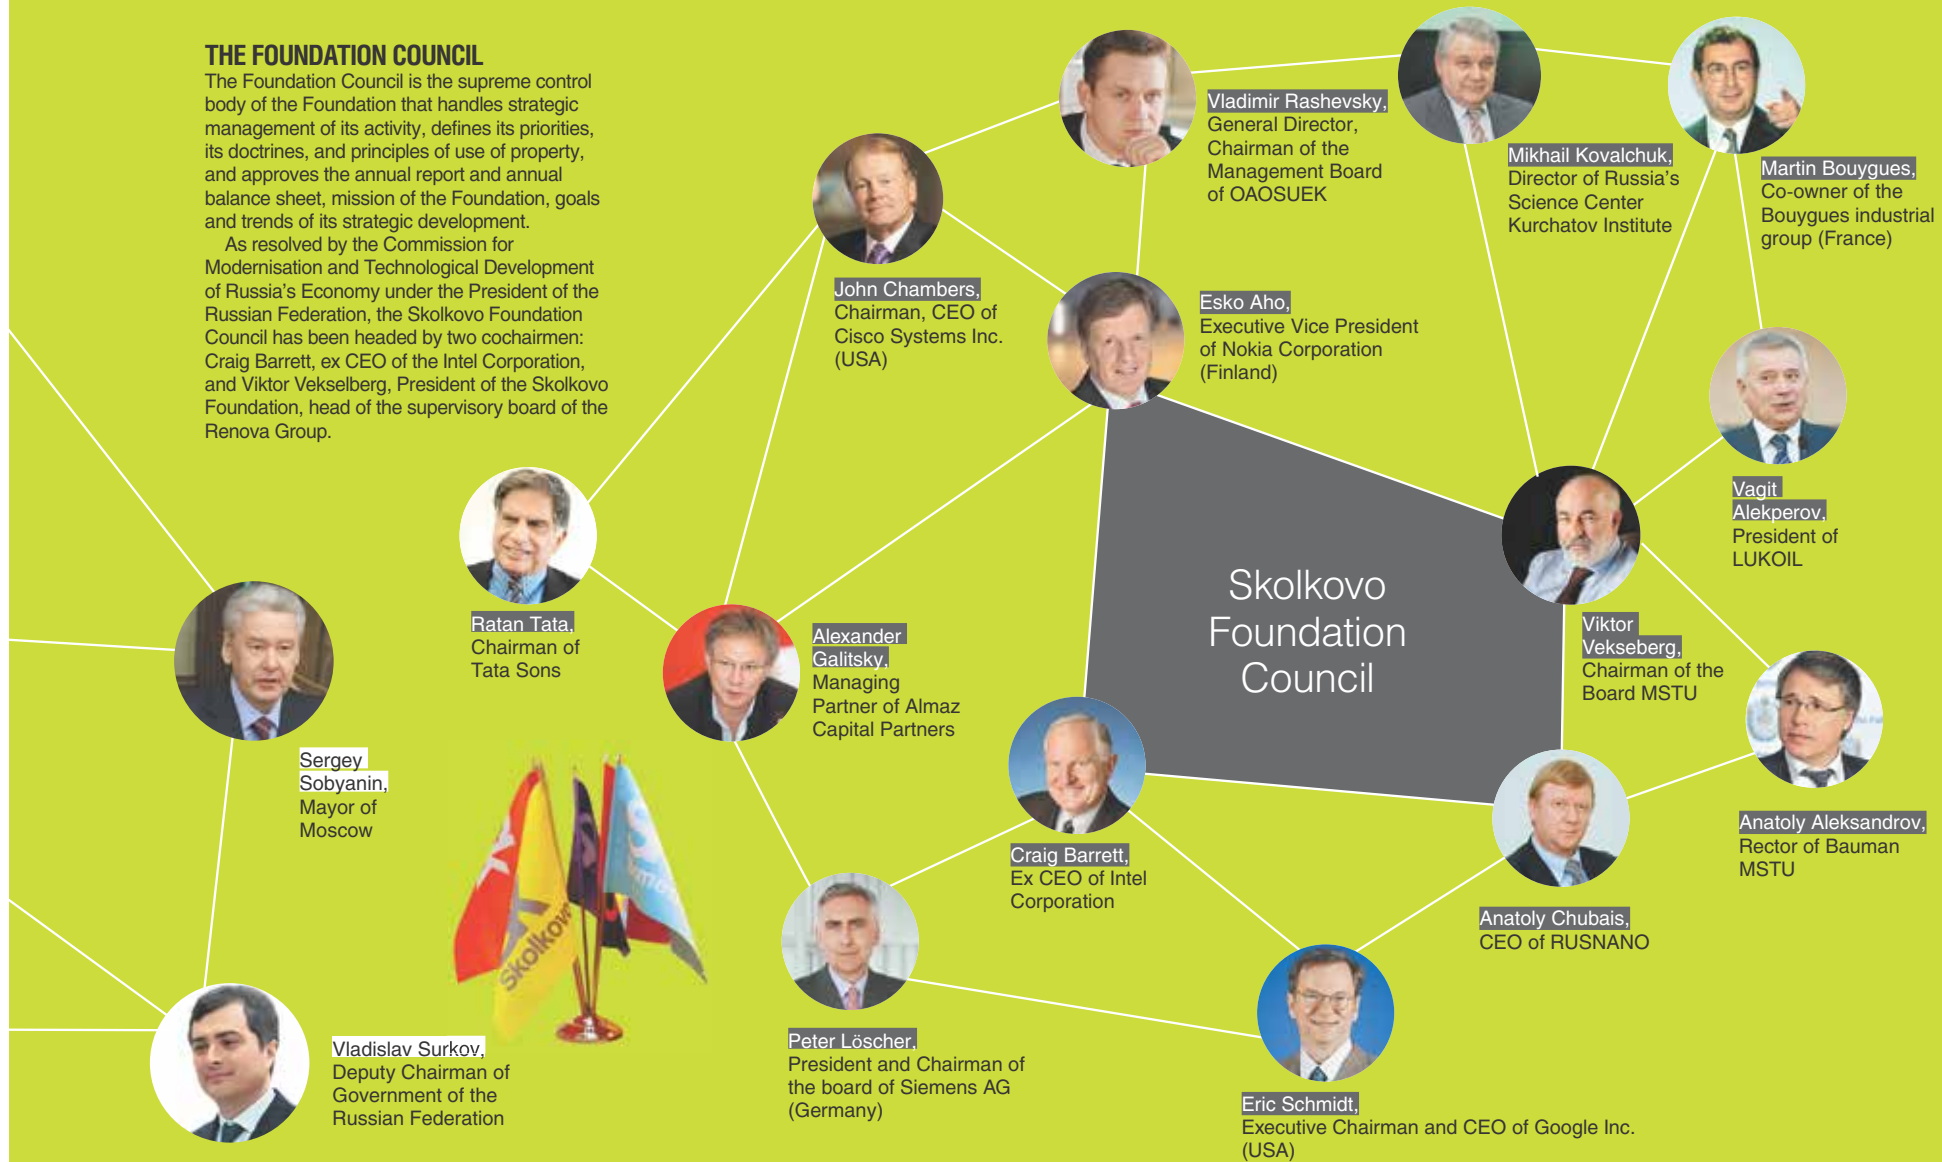 THE FOUNDATION COUNCIL
The Foundation Council is the supreme control
body of the Foundation that handles strategic
management of its activity, defines its priorities,
its doctrines, and principles of use of property,
and approves the annual report and annual
balance sheet, mission of the Foundation, goals
and trends of its strategic development.
As resolved by the Commission for
Modernisation and Technological Development
of Russia's Economy under the President of the
Russian Federation, the Skolkovo Foundation
Council has been headed by two cochairmen:
Craig Barrett, ex CEO of the Intel Corporation,
and Viktor Vekselberg, President of the Skolkovo
Foundation, head of the supervisory board of the
Renova Group.
Vladimir Rashevsky,
General Director,
Chairman of the
Management Board
of OAOSUEK
Mikhail Kovalchuk,
Director of Russia's
Science Center
Kurchatov Institute
Martin Bouygues,
Co-owner of the
Bouygues industrial
group (France)
John Chambers,
Chairman, CEO of
Cisco Systems Inc.
(USA)
Esko Aho,
Executive Vice President
of Nokia Corporation
(Finland)
Vagit
Alekperov,
President of
LUKOIL
Ratan Tata,
Chairman of
Tata Sons
Alexander
Galitsky,
Managing
Partner of Almaz
Capital Partners
Skolkovo
Foundation
Council
Viktor
Vekseberg,
Chairman of the
Board MSTU
Sergey
Sobyanin,
Mayor of
Moscow
Skolkovo
Craig Barrett,
Ex CEO of Intel
Corporation
Anatoly Chubais,
CEO of RUSNANO
Anatoly Aleksandrov,
Rector of Bauman
MSTU
Vladislav Surkov,
Deputy Chairman of
Government of the
Russian Federation
Peter Löscher,
President and Chairman of
the board of Siemens AG
(Germany)
Eric Schmidt,
Executive Chairman and CEO of Google Inc.
(USA)